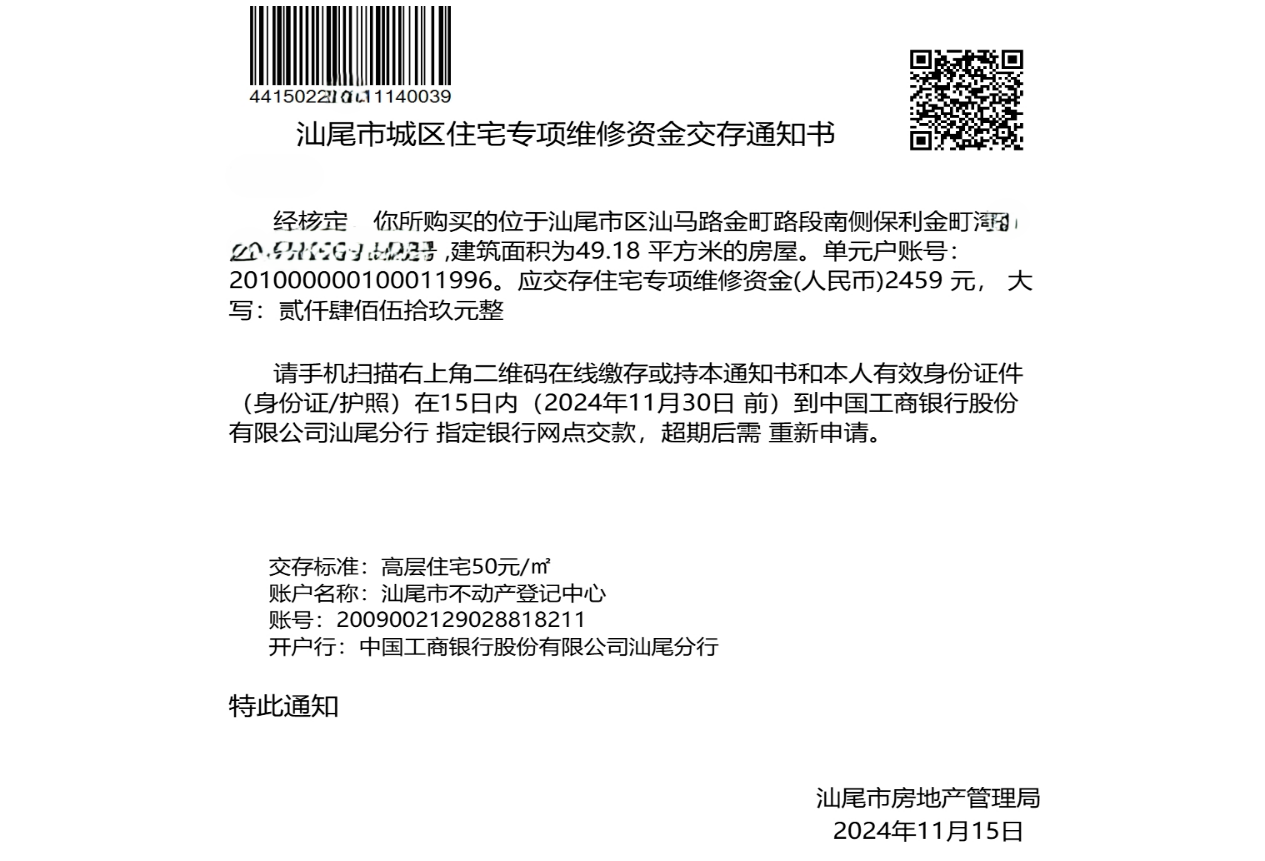 汕尾市城区住宅专项维修资金交存通知书
经核定 你所购买的位于汕尾市区汕马路金町路段南侧保利金町湾
,建筑面积为49.18 平方米的房屋。单元户账号：
201000000100011996。应交存住宅专项维修资金(人民币)2459 元， 大
写：贰仟肆佰伍拾玖元整
请手机扫描右上角二维码在线缴存或持本通知书和本人有效身份证件
（身份证/护照）在15日内（2024年11月30日 前）到中国工商银行股份
有限公司汕尾分行 指定银行网点交款，超期后需 重新申请。
交存标准：高层住宅50元/㎡
账户名称：汕尾市不动产登记中心
账号：2009002129028818211
开户行：中国工商银行股份有限公司汕尾分行
特此通知
汕尾市房地产管理局
2024年11月15日